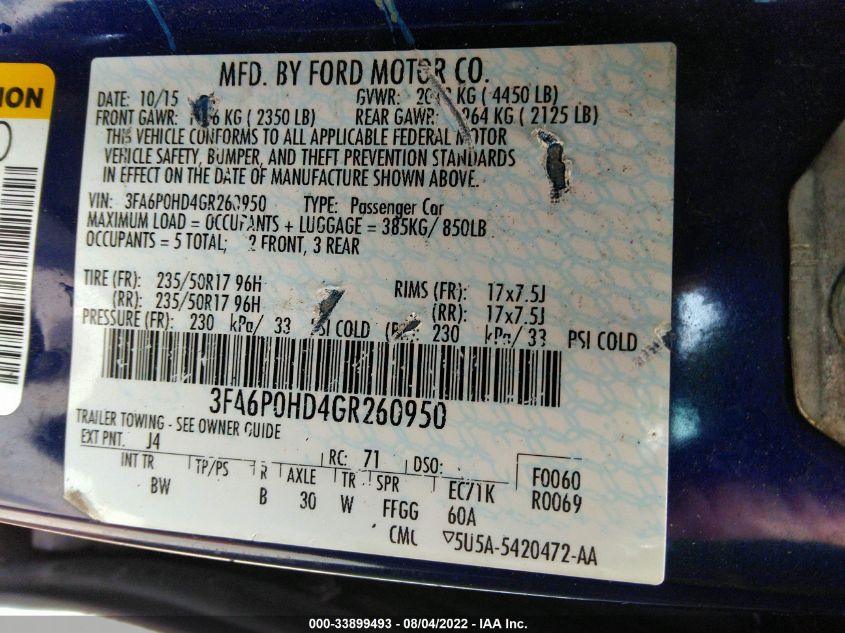 ION
MFD. BY FORD MOTOR CO.
DATE: 10/15 GVWR: KG ( 4450 LB)
FRONT GAWR: KG ( 2350 LB) REAR GAWR: KG ( 2125 LB)
THIS VEHICLE CONFORMS TO ALL APPLICABLE FEDERAL MOTOR
VEHICLE SAFETY, BUMPER, AND THEFT PREVENTION STANDARDS
IN EFFECT ON THE DATE OF MANUFACTURE SHOWN ABOVE.
VIN: 3FA6P0HD4GR260950 TYPE: Passenger Car
MAXIMUM LOAD = OCCUPANTS + LUGGAGE = 385KG/ 850LB
OCCUPANTS = 5 TOTAL; 2 FRONT, 3 REAR
TIRE (FR): 235/50R17 96H RIMS (FR): 17x7.5J
(RR): 235/50R17 96H (RR): 17x7.5J
PRESSURE (FR): 230 kPa/ 33 PSI COLD 230 kPa/33 PSI COLD
3FA6P0HD4GR260950
TRAILER TOWING - SEE OWNER GUIDE
EXT PNT. J4 RC: 71 DSO: F0060
INT TR TP/PS R AXLE TR SPR EC/1K R0069
BW B 30 W FFGG 60A
CMC ▽5U5A-5420472-AA
000-33899493 - 08/04/2022 - IAA Inc.